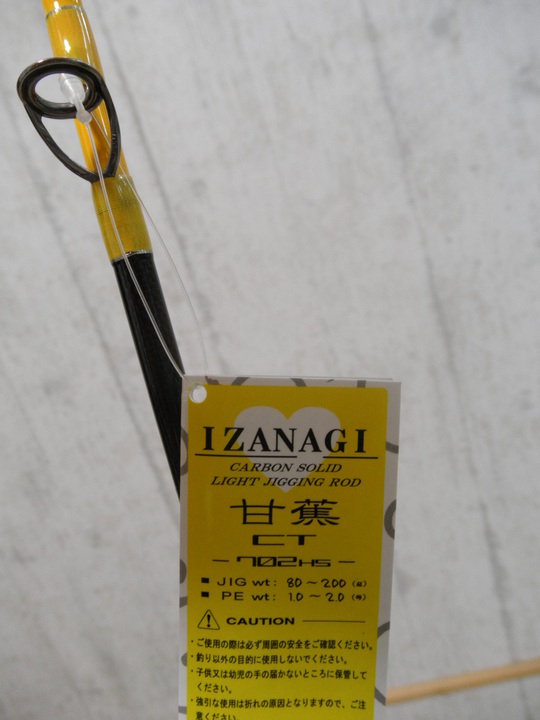 IZANAGI
CARBON SOLID
LIGHT JIGGING ROD
甘蕉
CT
-702HS-
■ JIG wt: 80～200(g)
■ PE wt: 1.0～2.0(号)
CAUTION
・ご使用の際は必ず周囲の安全をご確認ください。
・釣り以外の目的に使用しないでください。
・子供又は幼児の手の届かないところに保管して
ください。
・強引な使用は折れの原因となりますので、ご注
意ください。